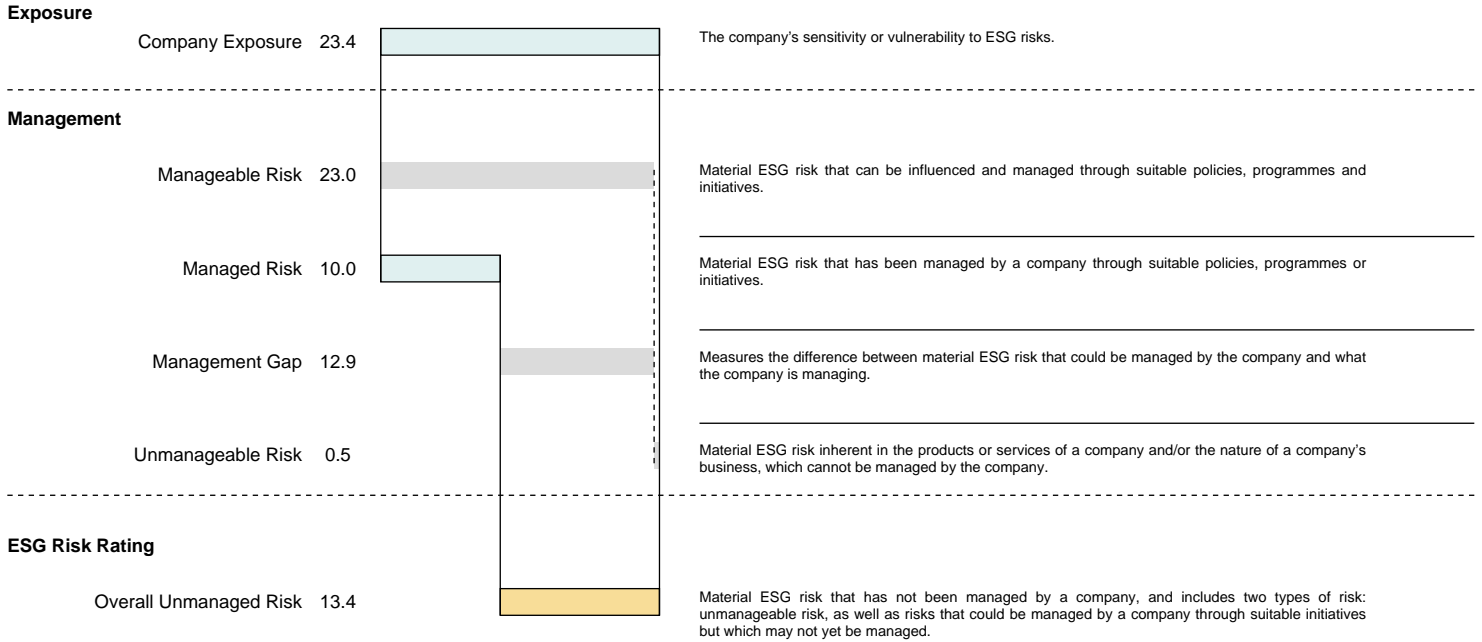 Exposure
Company Exposure 23.4
The company’s sensitivity or vulnerability to ESG risks.
Management
Manageable Risk 23.0
Material ESG risk that can be influenced and managed through suitable policies, programmes and
initiatives.
Managed Risk 10.0
Material ESG risk that has been managed by a company through suitable policies, programmes or
initiatives.
Management Gap 12.9
Measures the difference between material ESG risk that could be managed by the company and what
the company is managing.
Unmanageable Risk 0.5
Material ESG risk inherent in the products or services of a company and/or the nature of a company’s
business, which cannot be managed by the company.
ESG Risk Rating
Overall Unmanaged Risk 13.4
Material ESG risk that has not been managed by a company, and includes two types of risk:
unmanageable risk, as well as risks that could be managed by a company through suitable initiatives
but which may not yet be managed.